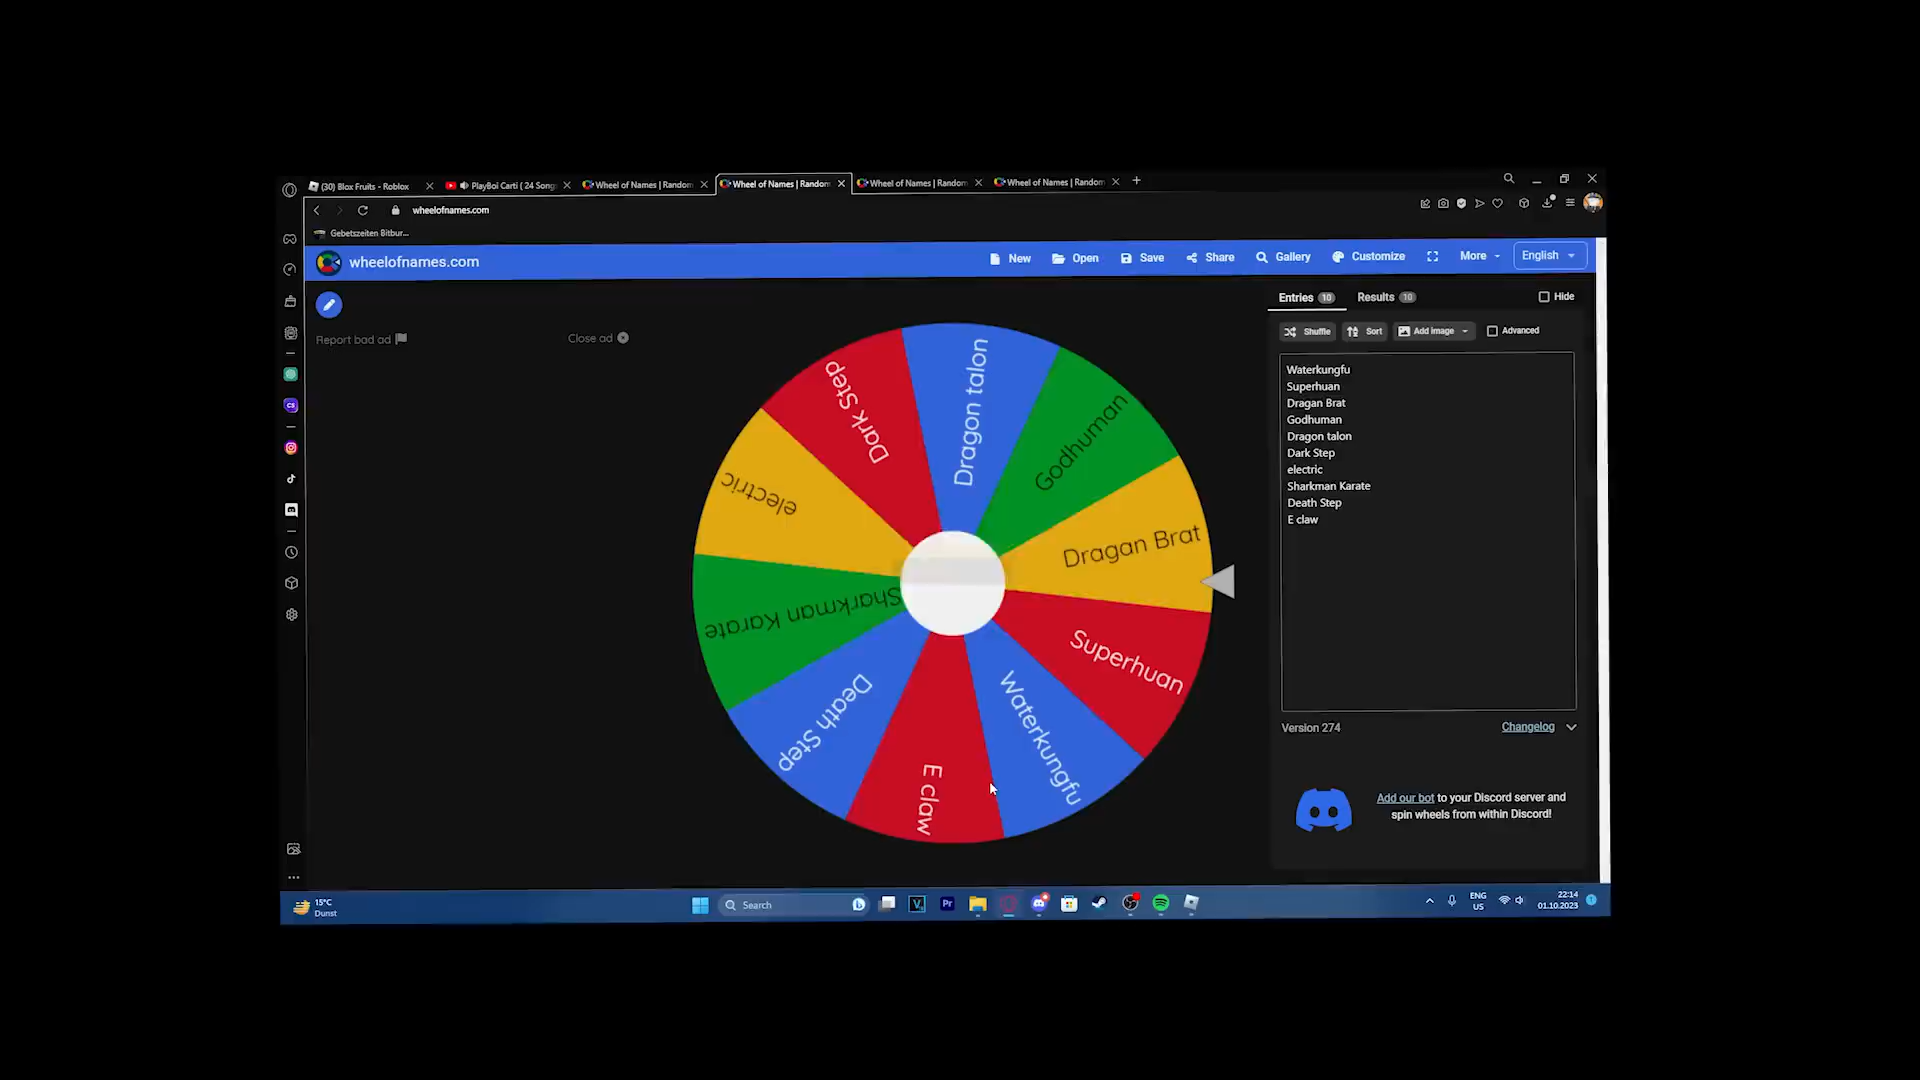 (30) Blox Fruits - Roblox
PlayBoi Carti ( 24 Song
Wheel of Names | Random
Wheel of Names | Random
Wheel of Names | Random
Wheel of Names | Random
wheelofnames.com
Gebetszeiten Bitbur...
wheelofnames.com
New
Open
Save
Share
Gallery
Customize
More
English
Report bad ad
Close ad
Entries 10
Results 10
Hide
Shuffle
Sort
Add image
Advanced
Waterkungfu
Superhuan
Dragan Brat
Godhuman
Dragon talon
Dark Step
electric
Sharkman Karate
Death Step
E claw
Dark Step
Dragon talon
Godhuman
electric
Dragan Brat
Sharkman Karate
Superhuan
Death Step
Waterkungfu
E claw
Version 274
Changelog
Add our bot to your Discord server and
spin wheels from within Discord!
CS
15°C
Dunst
Search
V
Pr
ENG
US
22:14
01.10.2023